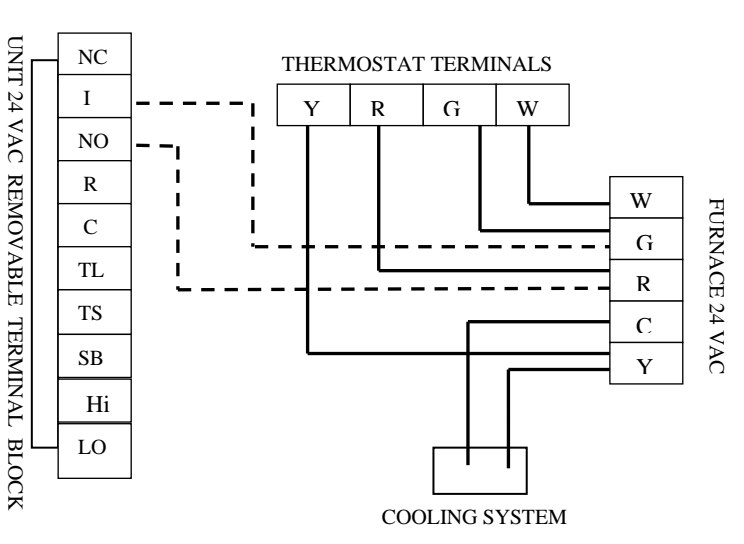 UNIT 24 VAC REMOVABLE TERMINAL BLOCK
NC
I
NO
R
C
TL
TS
SB
Hi
LO
THERMOSTAT TERMINALS
Y R G W
W
G
R
C
Y
FURNACE 24 VAC
COOLING SYSTEM